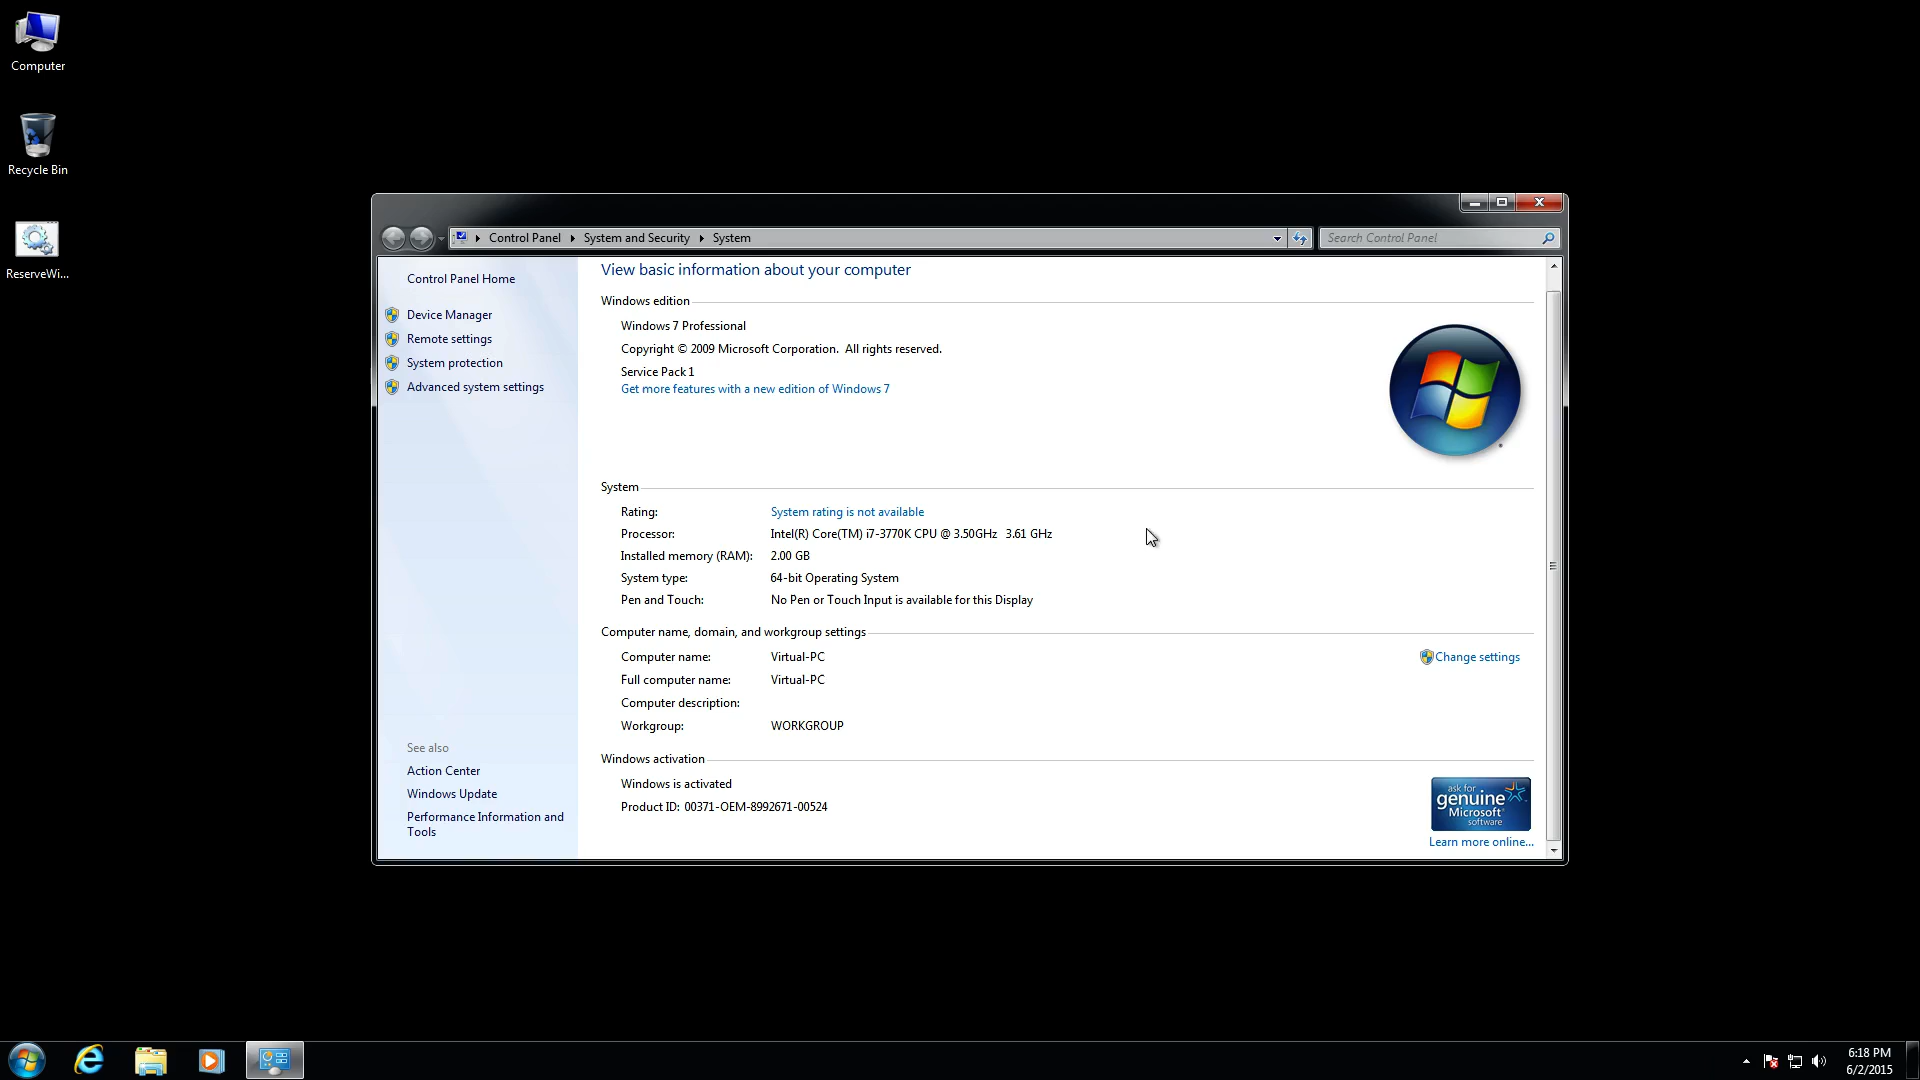 Computer
Recycle Bin
ReserveWi...
Control Panel
System and Security
System
Search Control Panel
Control Panel Home
Device Manager
Remote settings
System protection
Advanced system settings
See also
Action Center
Windows Update
Performance Information and
Tools
View basic information about your computer
Windows edition
Windows 7 Professional
Copyright © 2009 Microsoft Corporation. All rights reserved.
Service Pack 1
Get more features with a new edition of Windows 7
System
Rating: System rating is not available
Processor: Intel(R) Core(TM) i7-3770K CPU @ 3.50GHz 3.61 GHz
Installed memory (RAM): 2.00 GB
System type: 64-bit Operating System
Pen and Touch: No Pen or Touch Input is available for this Display
Computer name, domain, and workgroup settings
Computer name: Virtual-PC
Change settings
Full computer name: Virtual-PC
Computer description:
Workgroup: WORKGROUP
Windows activation
Windows is activated
Product ID: 00371-OEM-8992671-00524
ask for
genuine
Microsoft
software
Learn more online...
6:18 PM
6/2/2015